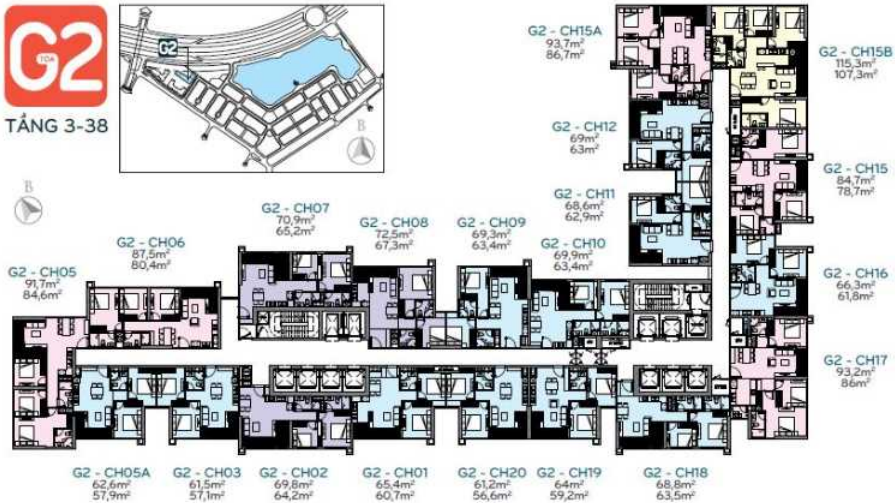 G2
TOÀ
TẦNG 3-38
G2
B
B
G2 - CH15A
93,7m²
86,7m²
G2 - CH15B
115,3m²
107,3m²
G2 - CH12
69m²
63m²
G2 - CH15
84,7m²
78,7m²
G2 - CH11
68,6m²
62,9m²
G2 - CH07
70,9m²
65,2m²
G2 - CH08
72,5m²
67,3m²
G2 - CH09
69,3m²
63,4m²
G2 - CH10
69,9m²
63,4m²
G2 - CH06
87,5m²
80,4m²
G2 - CH05
91,7m²
84,6m²
G2 - CH16
66,3m²
61,8m²
G2 - CH17
93,2m²
86m²
G2 - CH05A
62,6m²
57,9m²
G2 - CH03
61,5m²
57,1m²
G2 - CH02
69,8m²
64,2m²
G2 - CH01
65,4m²
60,7m²
G2 - CH20
61,2m²
56,6m²
G2 - CH19
64m²
59,2m²
G2 - CH18
68,8m²
63,5m²